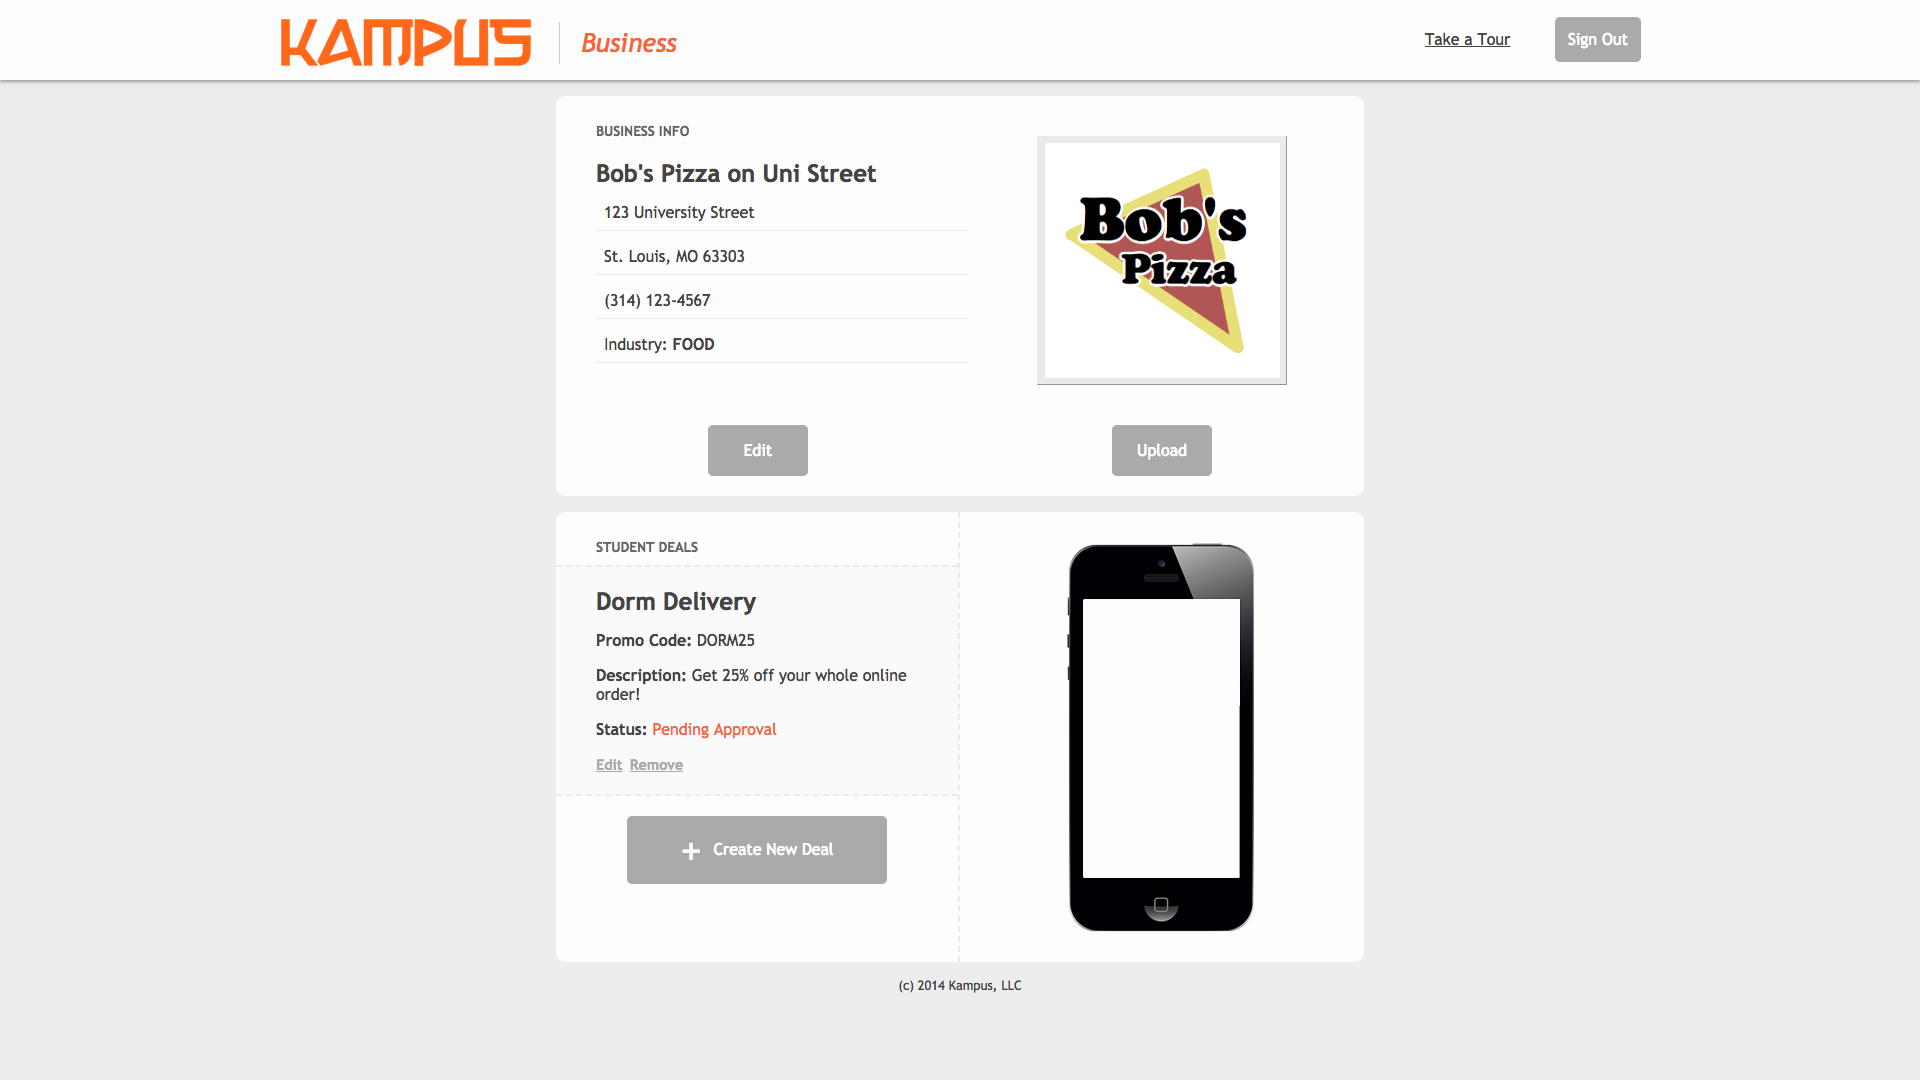 KAMPUS
Business
Take a Tour
Sign Out
BUSINESS INFO
Bob's Pizza on Uni Street
123 University Street
St. Louis, MO 63303
(314) 123-4567
Industry: FOOD
Bob's
Pizza
Edit
Upload
STUDENT DEALS
Dorm Delivery
Promo Code: DORM25
Description: Get 25% off your whole online
order!
Status: Pending Approval
Edit Remove
+ Create New Deal
(c) 2014 Kampus, LLC